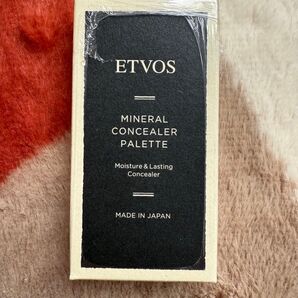 ETVOS
MINERAL
CONCEALER
PALETTE
Moisture & Lasting
Concealer
MADE IN JAPAN